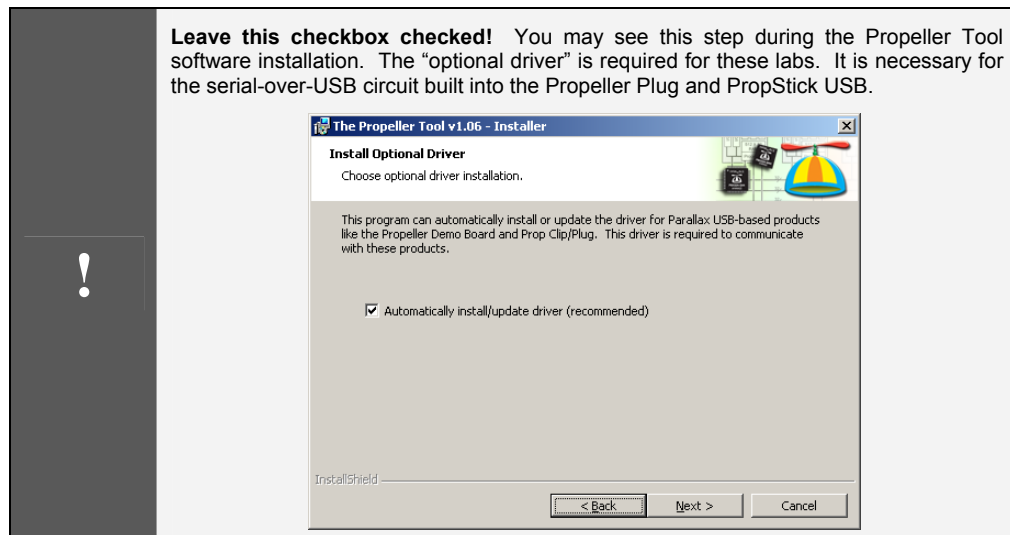 Leave this checkbox checked! You may see this step during the Propeller Tool
software installation. The “optional driver” is required for these labs. It is necessary for
the serial-over-USB circuit built into the Propeller Plug and PropStick USB.
The Propeller Tool v1.06 - Installer
Install Optional Driver
Choose optional driver installation.
This program can automatically install or update the driver for Parallax USB-based products
like the Propeller Demo Board and Prop Clip/Plug. This driver is required to communicate
with these products.
!
Automatically install/update driver (recommended)
InstallShield
< Back Next > Cancel